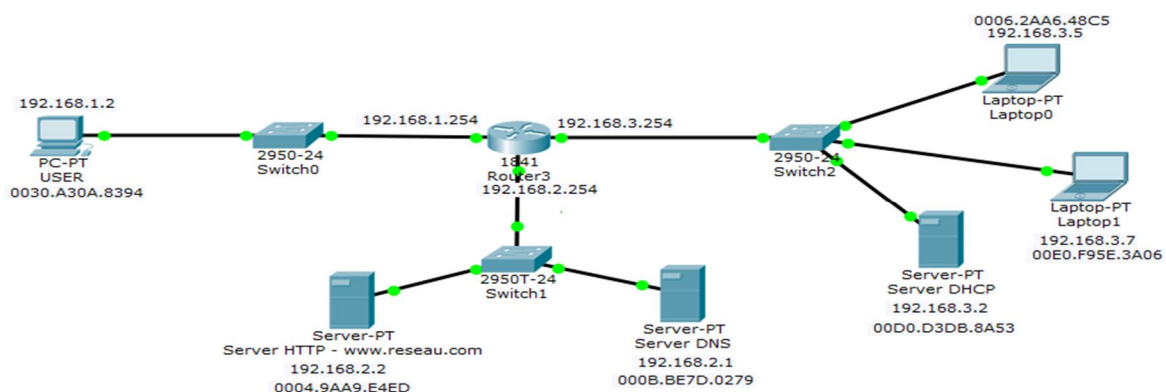 192.168.1.2
PC-PT
USER
0030.A30A.8394
2950-24
Switch0
192.168.1.254
192.168.3.254
1841
Router3
192.168.2.254
2950T-24
Switch1
Server-PT
Server HTTP - www.reseau.com
192.168.2.2
0004.9AA9.E4ED
Server-PT
Server DNS
192.168.2.1
000B.BE7D.0279
2950-24
Switch2
0006.2AA6.48C5
192.168.3.5
Laptop-PT
Laptop0
Laptop-PT
Laptop1
192.168.3.7
00E0.F95E.3A06
Server-PT
Server DHCP
192.168.3.2
00D0.D3DB.8A53